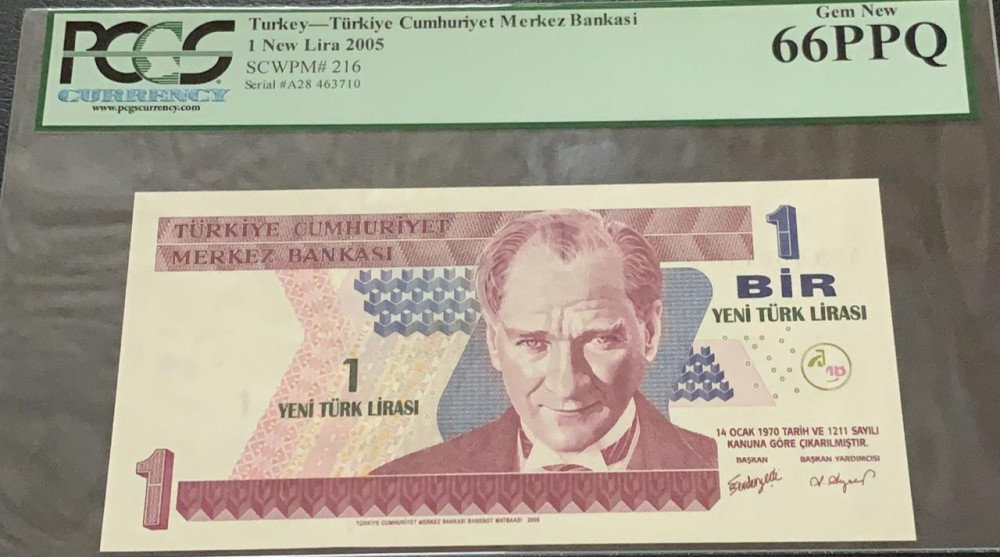 PCGS
CURRENCY
www.pcgscurrency.com
Turkey—Türkiye Cumhuriyet Merkez Bankasi
1 New Lira 2005
SCWPM# 216
Serial #A28 463710
Gem New
66PPQ
TÜRKİYE CUMHURİYET
MERKEZ BANKASI
1
BİR
YENİ TÜRK LİRASI
1
YENİ TÜRK LİRASI
14 OCAK 1970 TARİH VE 1211 SAYILI
KANUNA GÖRE ÇIKARILMIŞTIR.
BAŞKAN
BAŞKAN YARDIMCISI
1
TÜRKİYE CUMHURİYET MERKEZ BANKASI BANKNOT MATBAASI 2005